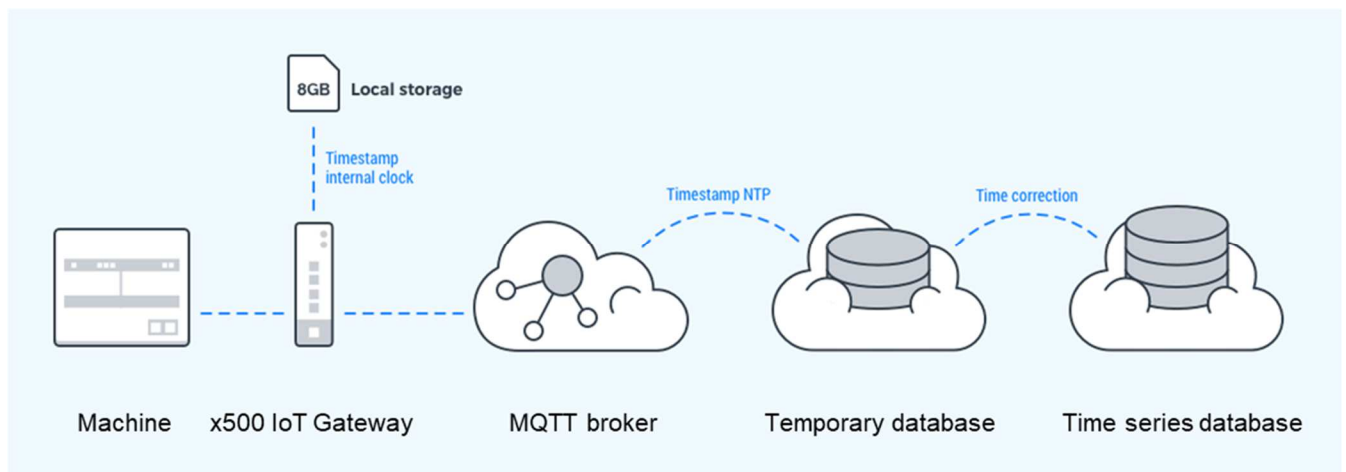 8GB
Local storage
Timestamp
internal clock
Timestamp NTP
Time correction
Machine
x500 IoT Gateway
MQTT broker
Temporary database
Time series database